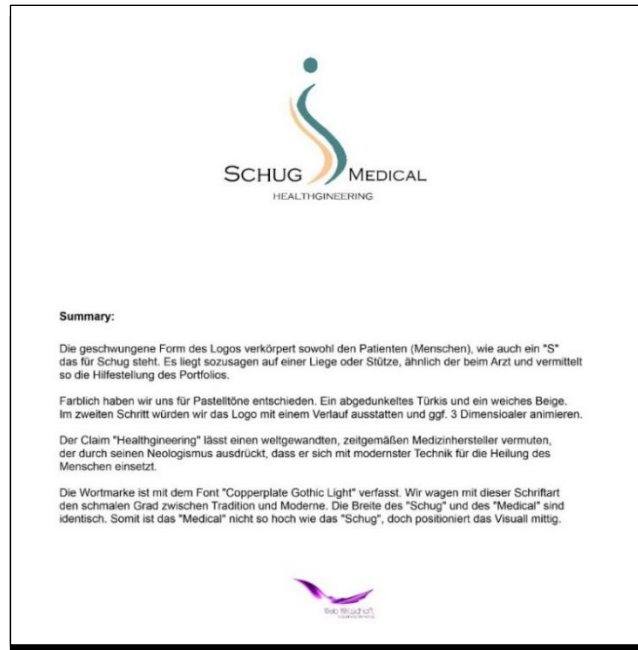 SCHUG MEDICAL
HEALTHGINEERING
Summary:
Die geschwungene Form des Logos verkörpert sowohl den Patienten (Menschen), wie auch ein "S"
das für Schug steht. Es liegt sozusagen auf einer Liege oder Stütze, ähnlich der beim Arzt und vermittelt
so die Hilfestellung des Portfolios.
Farblich haben wir uns für Pastelltöne entschieden. Ein abgedunkeltes Türkis und ein weiches Beige.
Im zweiten Schritt würden wir das Logo mit einem Verlauf ausstatten und ggf. 3 Dimensioaler animieren.
Der Claim "Healthgineering" lässt einen weltgewandten, zeitgemäßen Medizinhersteller vermuten,
der durch seinen Neologismus ausdrückt, dass er sich mit modernster Technik für die Heilung des
Menschen einsetzt.
Die Wortmarke ist mit dem Font "Copperplate Gothic Light" verfasst. Wir wagen mit dieser Schriftart
den schmalen Grad zwischen Tradition und Moderne. Die Breite des "Schug" und des "Medical" sind
identisch. Somit ist das "Medical" nicht so hoch wie das "Schug", doch positioniert das Visuall mittig.